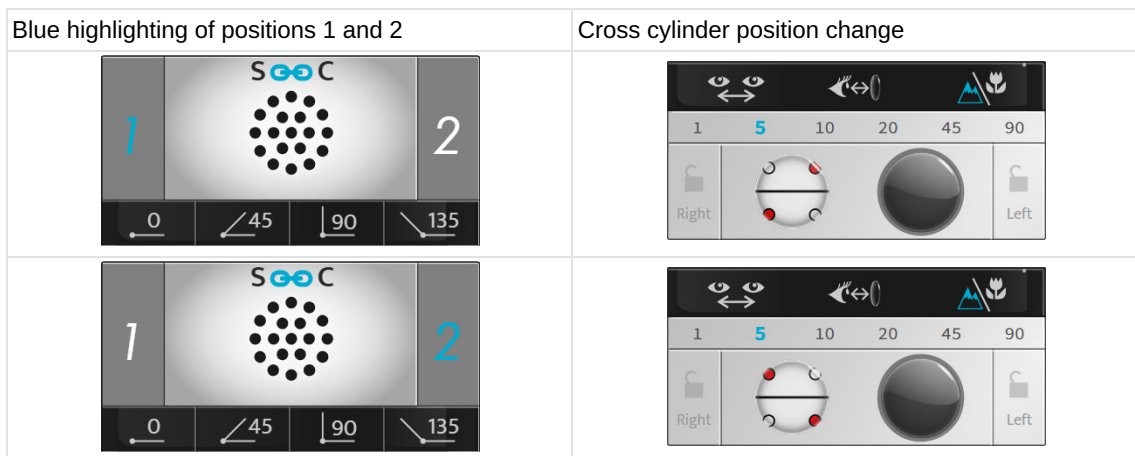 Blue highlighting of positions 1 and 2
Cross cylinder position change
S C
1 2
0 45 90 135
1 5 10 20 45 90
Right Left
S C
1 2
0 45 90 135
1 5 10 20 45 90
Right Left